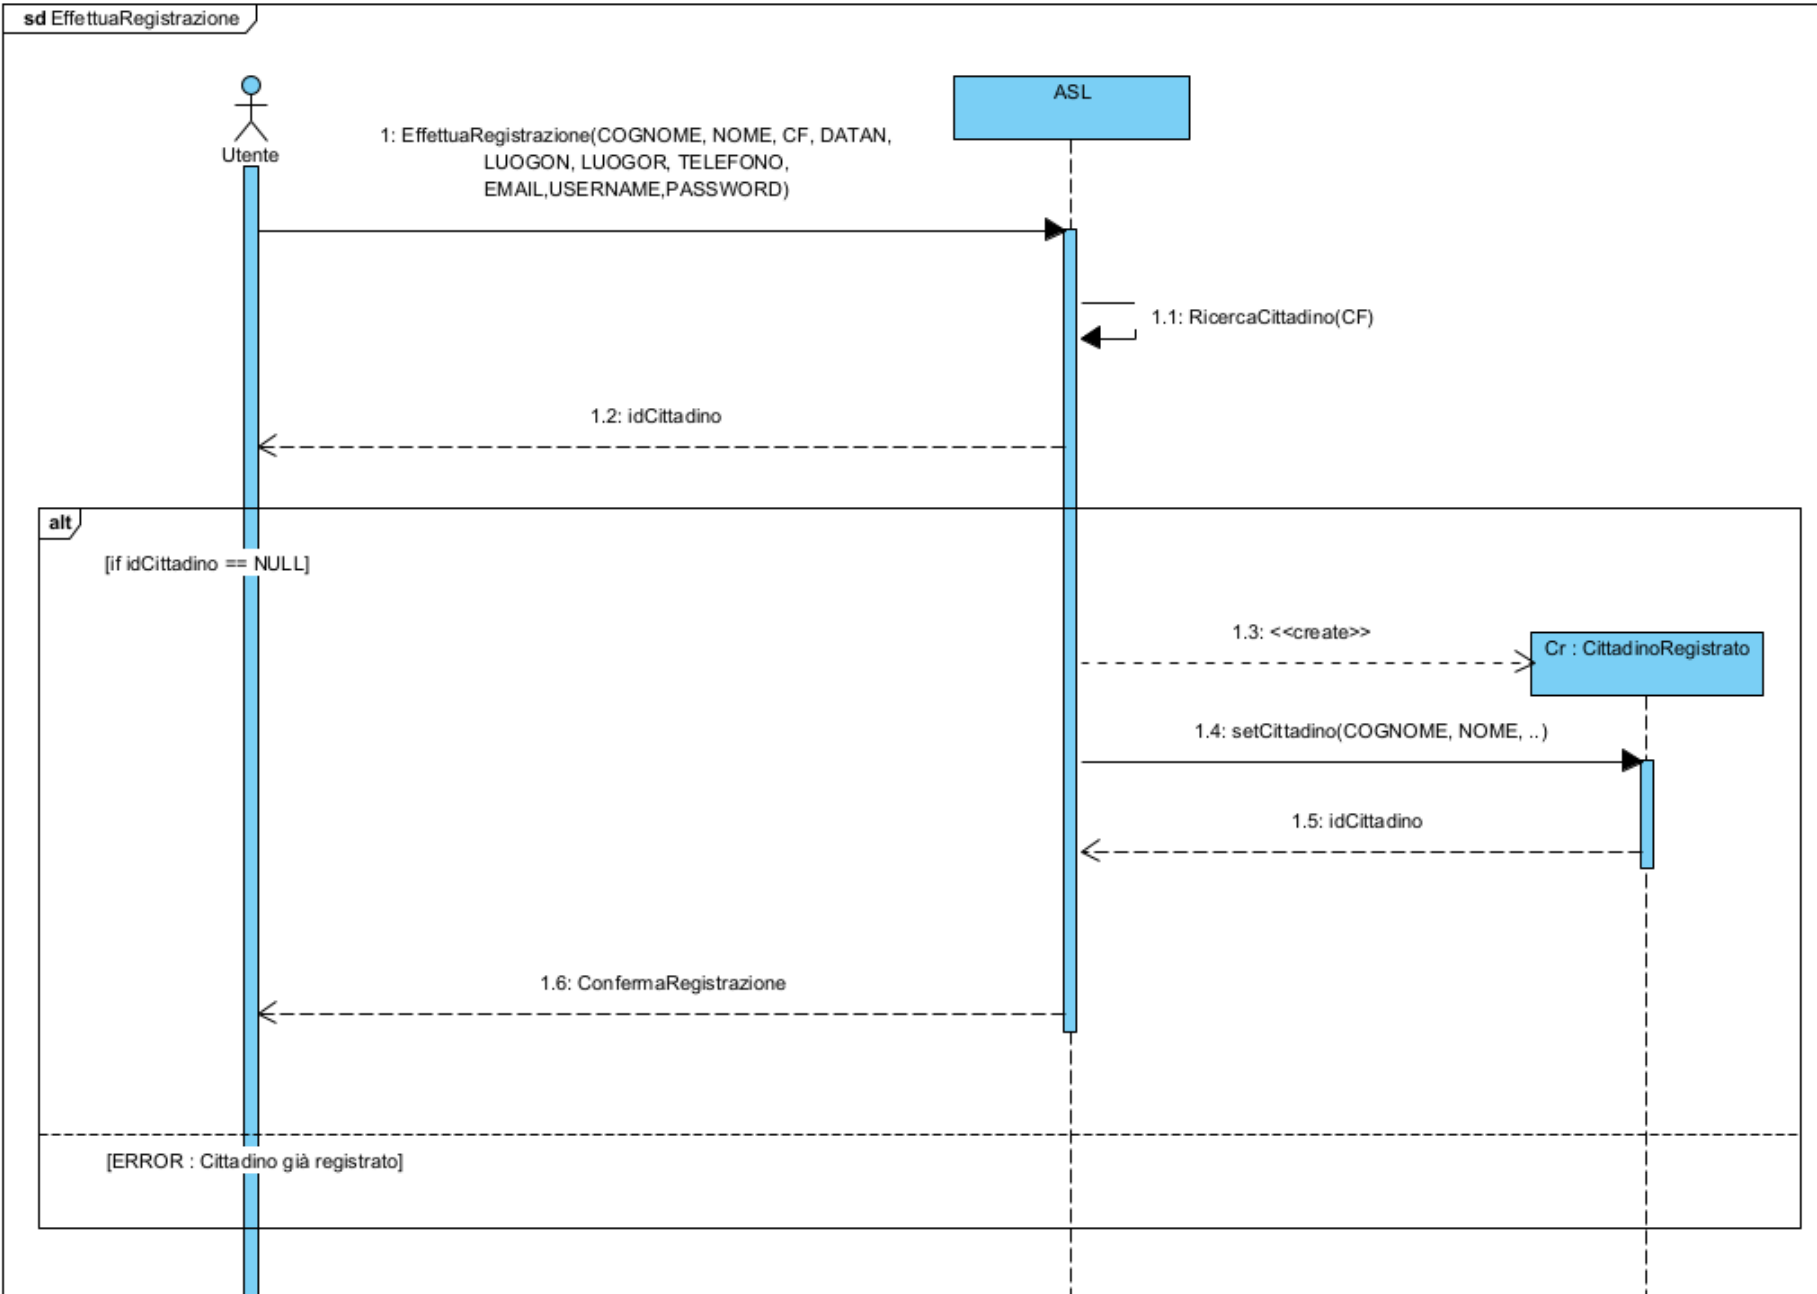 sd EffettuaRegistrazione
Utente
ASL
1: EffettuaRegistrazione(COGNOME, NOME, CF, DATAN,
LUOGON, LUOGOR, TELEFONO,
EMAIL,USERNAME,PASSWORD)
1.1: RicercaCittadino(CF)
1.2: idCittadino
alt
[if idCittadino == NULL]
1.3: <<create>>
Cr : CittadinoRegistrato
1.4: setCittadino(COGNOME, NOME, ..)
1.5: idCittadino
1.6: ConfermaRegistrazione
[ERROR : Cittadino già registrato]